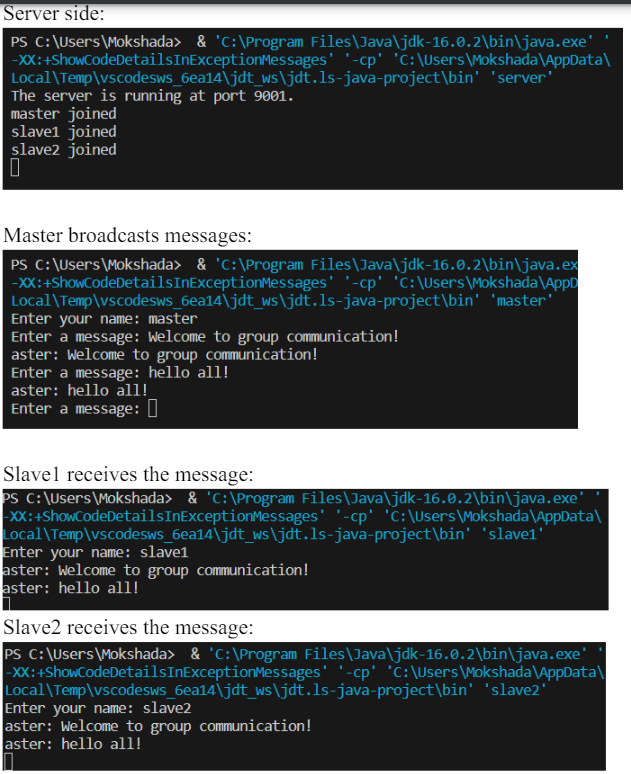 Server side:
PS C:\Users\Mokshada>  & 'C:\Program Files\Java\jdk-16.0.2\bin\java.exe' '
-XX:+ShowCodeDetailsInExceptionMessages' '-cp' 'C:\Users\Mokshada\AppData\
Local\Temp\vscodesws_6ea14\jdt_ws\jdt.ls-java-project\bin' 'server'
The server is running at port 9001.
master joined
slave1 joined
slave2 joined
Master broadcasts messages:
PS C:\Users\Mokshada>  & 'C:\Program Files\Java\jdk-16.0.2\bin\java.ex
-XX:+ShowCodeDetailsInExceptionMessages' '-cp' 'C:\Users\Mokshada\AppD
Local\Temp\vscodesws_6ea14\jdt_ws\jdt.ls-java-project\bin' 'master'
Enter your name: master
Enter a message: Welcome to group communication!
aster: Welcome to group communication!
Enter a message: hello all!
aster: hello all!
Enter a message:
Slave1 receives the message:
PS C:\Users\Mokshada>  & 'C:\Program Files\Java\jdk-16.0.2\bin\java.exe' '
-XX:+ShowCodeDetailsInExceptionMessages' '-cp' 'C:\Users\Mokshada\AppData\
Local\Temp\vscodesws_6ea14\jdt_ws\jdt.ls-java-project\bin' 'slave1'
Enter your name: slave1
aster: Welcome to group communication!
aster: hello all!
Slave2 receives the message:
PS C:\Users\Mokshada>  & 'C:\Program Files\Java\jdk-16.0.2\bin\java.exe' '
-XX:+ShowCodeDetailsInExceptionMessages' '-cp' 'C:\Users\Mokshada\AppData\
Local\Temp\vscodesws_6ea14\jdt_ws\jdt.ls-java-project\bin' 'slave2'
Enter your name: slave2
aster: Welcome to group communication!
aster: hello all!